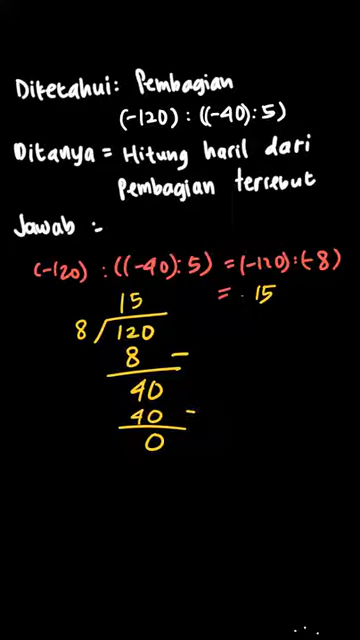 Diketahui: Pembagian
(-120) : ((-40) : 5)
Ditanya = Hitung haril dari
Pembagian tersebut
Jawab :-
(-120) : ((-40) : 5) = (-120) : (-8)
= 15
15
8 / 120
8 -
40
40 -
0